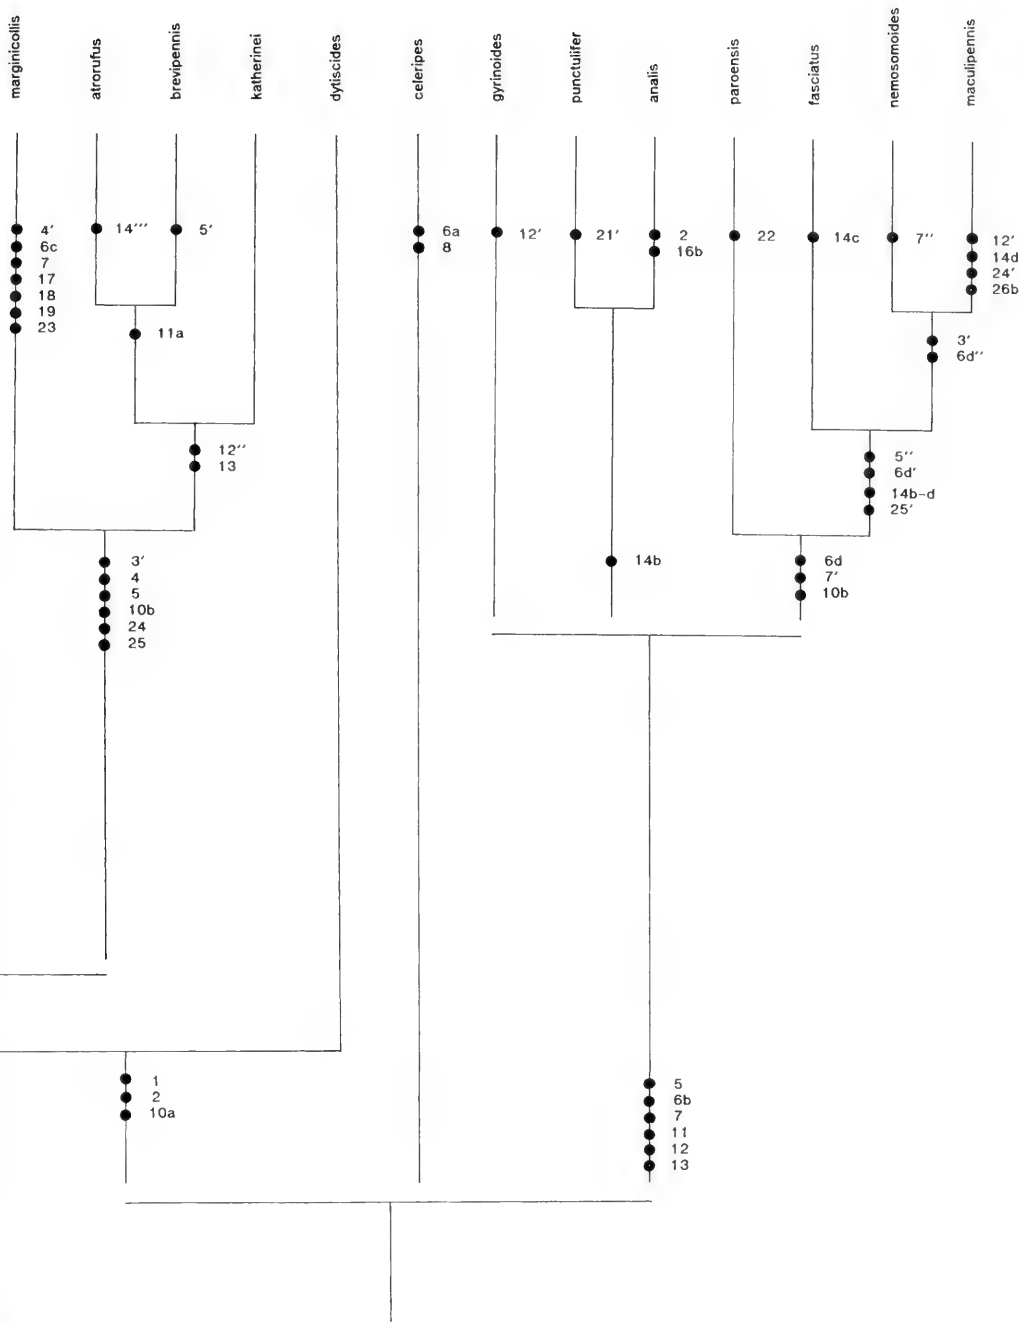 marginicollis
atrorufus
brevipennis
katherinei
dytiscides
celeripes
gyrinoides
punctulifer
analis
paroensis
fasciatus
nemosomoides
maculipennis
4'
6c
7
17
18
19
23
14'''
5'
11a
12''
13
3'
4
5
10b
24
25
1
2
10a
6a
8
12'
21'
2
16b
14b
22
14c
7''
12'
14d
24'
26b
3'
6d''
5''
6d'
14b-d
25'
6d
7'
10b
5
6b
7
11
12
13